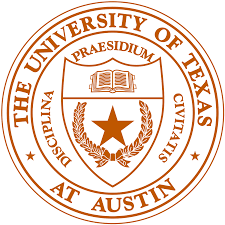 THE UNIVERSITY OF TEXAS
AT AUSTIN
DISCIPLINA
PRAESIDIUM
CIVITATIS